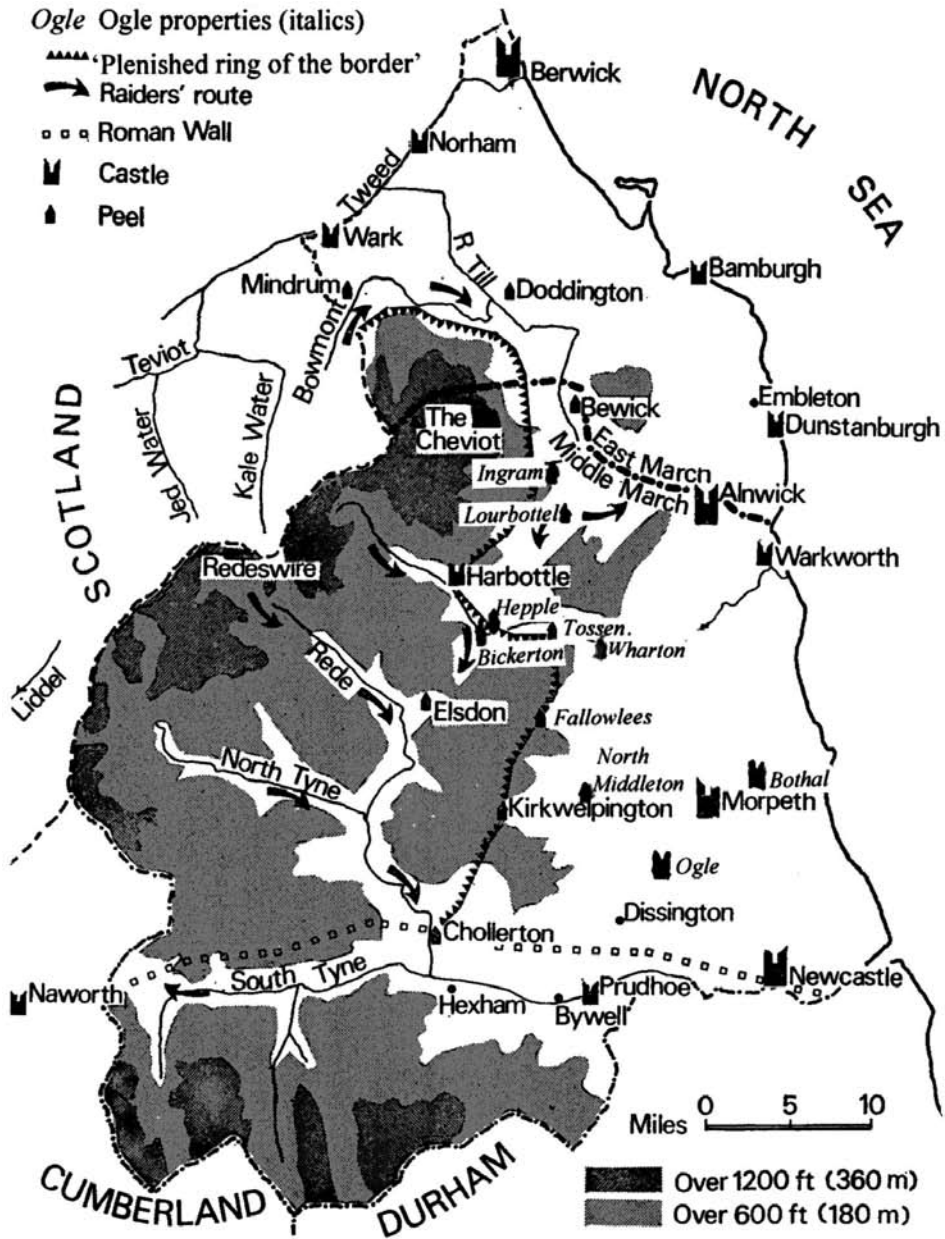 Ogle Ogle properties (italics)
'Plenished ring of the border'
Raiders' route
Roman Wall
Castle
Peel
NORTH
SEA
SCOTLAND
Berwick
Norham
Tweed
Wark
R Till
Mindrum
Doddington
Bamburgh
Bowmont
Teviot
Jed Water
Kale Water
The
Cheviot
Bewick
Embleton
Dunstanburgh
East March
Middle March
Ingram
Alnwick
Lourbottel
Warkworth
Redeswire
Harbottle
Hepple
Tossen.
Bickerton
Wharton
Liddel
Rede
Elsdon
Fallowlees
North Tyne
North
Middleton
Bothal
Kirkwelpington
Morpeth
Ogle
Dissington
Chollerton
South Tyne
Naworth
Hexham
Bywell
Prudhoe
Newcastle
Miles 0 5 10
CUMBERLAND
DURHAM
Over 1200 ft (360 m)
Over 600 ft (180 m)